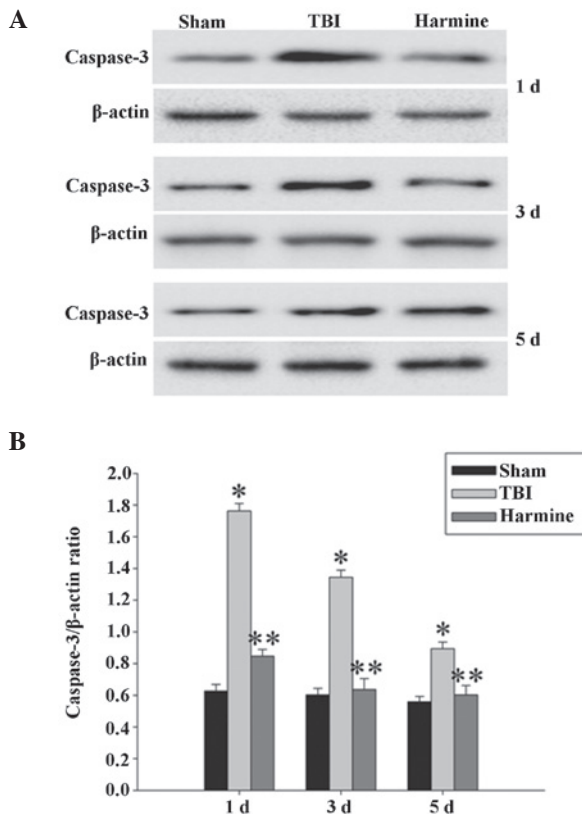 A
Sham TBI Harmine
Caspase-3
1 d
β-actin
Caspase-3
3 d
β-actin
Caspase-3
5 d
β-actin
B
2.0
1.8
1.6
1.4
1.2
1.0
0.8
0.6
0.4
0.2
0.0
Caspase-3/β-actin ratio
Sham
TBI
Harmine
*
**
*
**
*
**
1 d 3 d 5 d